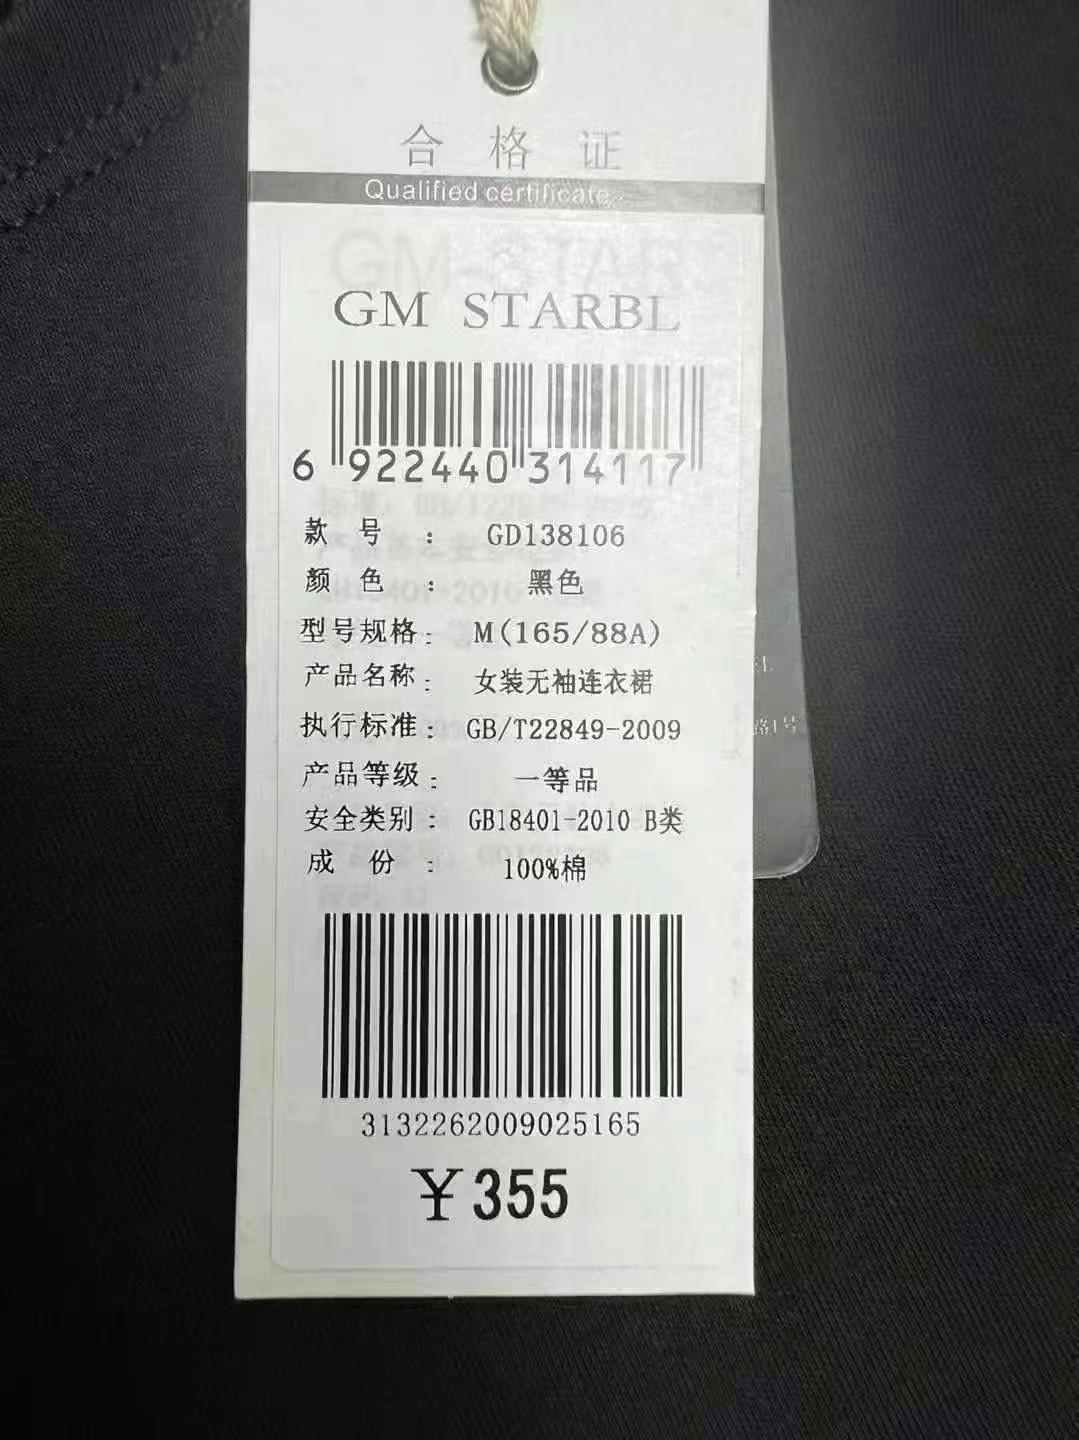 合格证
Qualified certificate
GM STARBL
6 922440 314117
款号：GD138106
颜色：黑色
型号规格：M(165/88A)
产品名称：女装无袖连衣裙
执行标准：GB/T22849-2009
产品等级：一等品
安全类别：GB18401-2010 B类
成份：100%棉
3132262009025165
￥355
路1号